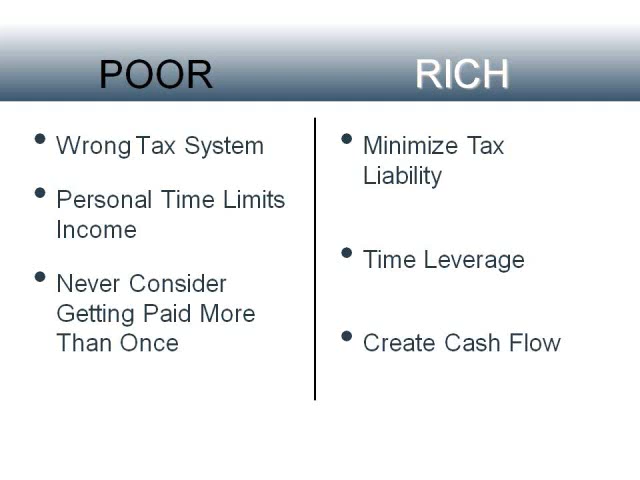 POOR
RICH
• Wrong Tax System
• Personal Time Limits
Income
• Never Consider
Getting Paid More
Than Once
• Minimize Tax
Liability
• Time Leverage
• Create Cash Flow